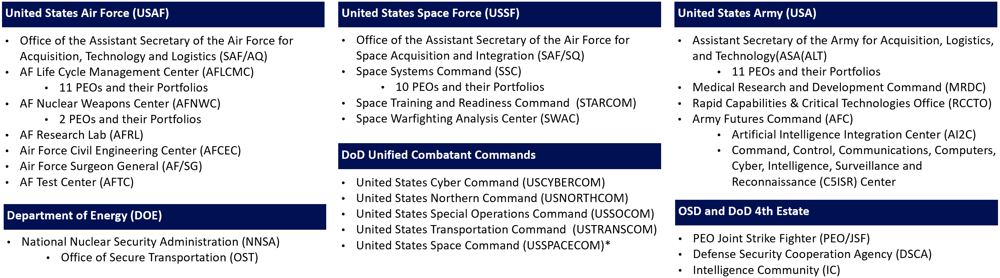 United States Air Force (USAF)
• Office of the Assistant Secretary of the Air Force for
Acquisition, Technology and Logistics (SAF/AQ)
• AF Life Cycle Management Center (AFLCMC)
• 11 PEOs and their Portfolios
• AF Nuclear Weapons Center (AFNWC)
• 2 PEOs and their Portfolios
• AF Research Lab (AFRL)
• Air Force Civil Engineering Center (AFCEC)
• Air Force Surgeon General (AF/SG)
• AF Test Center (AFTC)
Department of Energy (DOE)
• National Nuclear Security Administration (NNSA)
• Office of Secure Transportation (OST)
United States Space Force (USSF)
• Office of the Assistant Secretary of the Air Force for
Space Acquisition and Integration (SAF/SQ)
• Space Systems Command (SSC)
• 10 PEOs and their Portfolios
• Space Training and Readiness Command (STARCOM)
• Space Warfighting Analysis Center (SWAC)
DoD Unified Combatant Commands
• United States Cyber Command (USCYBERCOM)
• United States Northern Command (USNORTHCOM)
• United States Special Operations Command (USSOCOM)
• United States Transportation Command (USTRANSCOM)
• United States Space Command (USSPACECOM)*
United States Army (USA)
• Assistant Secretary of the Army for Acquisition, Logistics,
and Technology(ASA(ALT)
• 11 PEOs and their Portfolios
• Medical Research and Development Command (MRDC)
• Rapid Capabilities & Critical Technologies Office (RCCTO)
• Army Futures Command (AFC)
• Artificial Intelligence Integration Center (AI2C)
• Command, Control, Communications, Computers,
Cyber, Intelligence, Surveillance and
Reconnaissance (C5ISR) Center
OSD and DoD 4th Estate
• PEO Joint Strike Fighter (PEO/JSF)
• Defense Security Cooperation Agency (DSCA)
• Intelligence Community (IC)